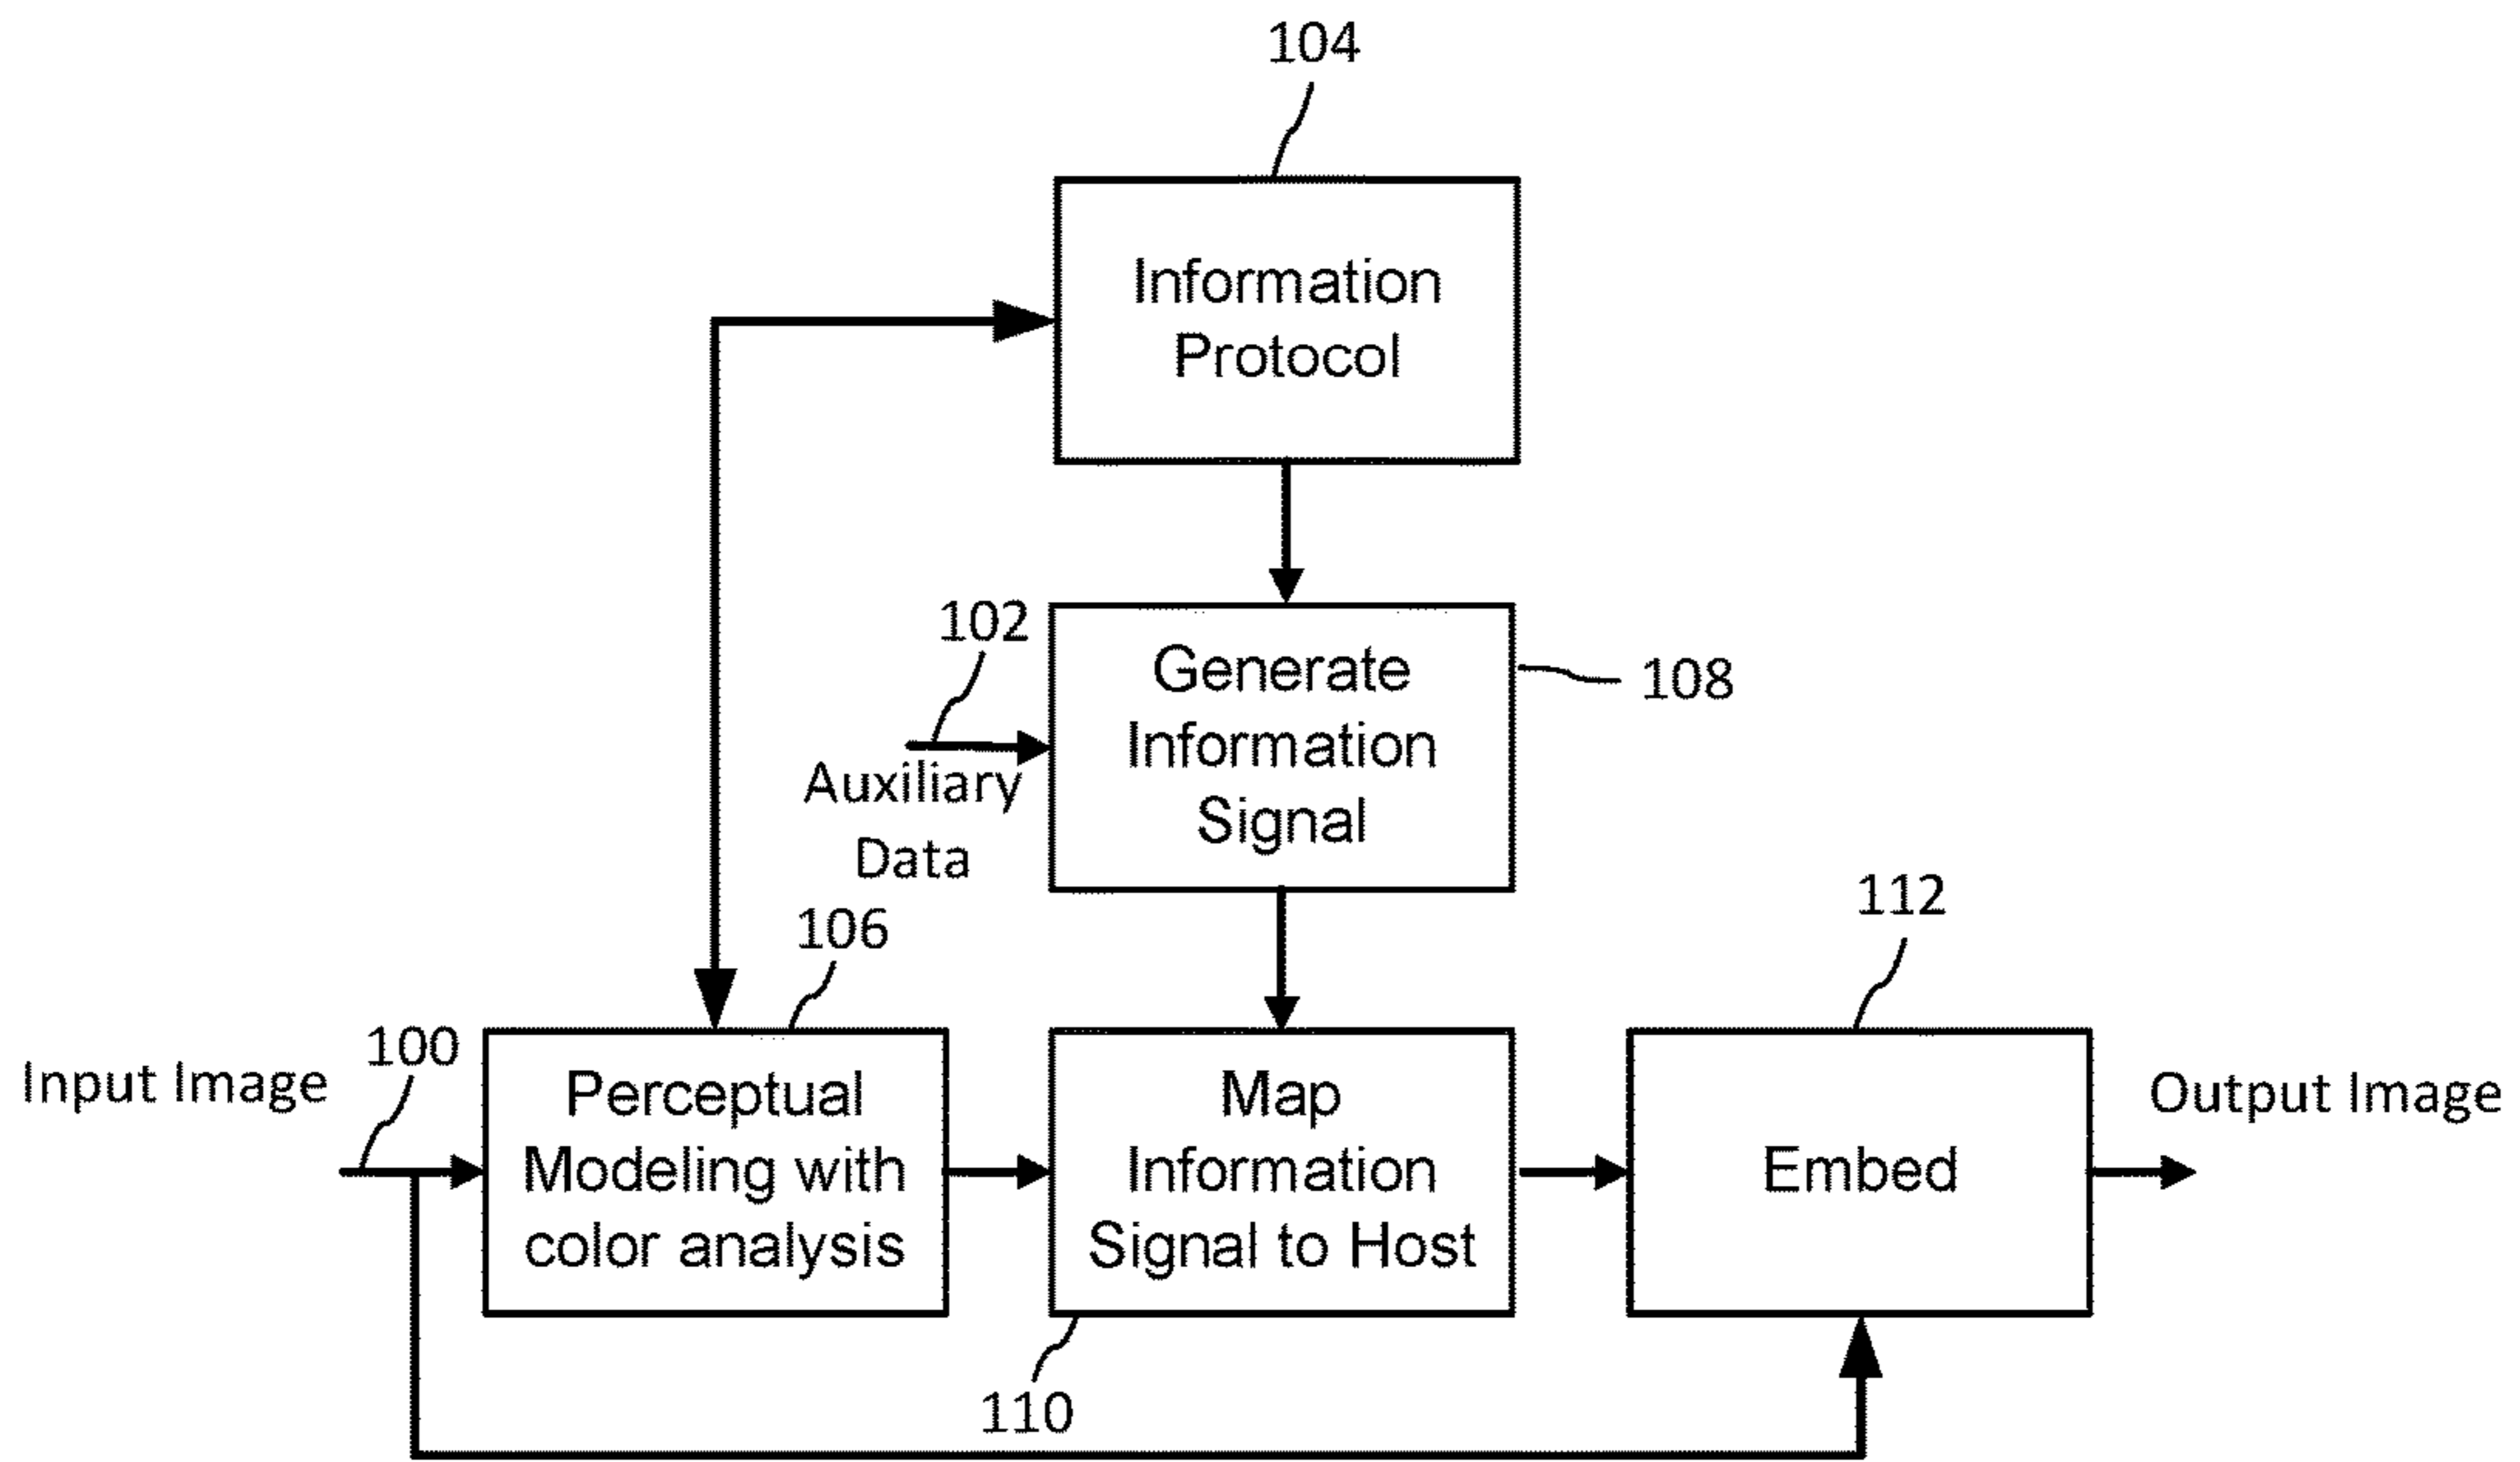 104
Information
Protocol
102
Generate
Information
Signal
108
Auxiliary
Data
106
112
Input Image
100
Perceptual
Modeling with
color analysis
Map
Information
Signal to Host
Embed
Output Image
110